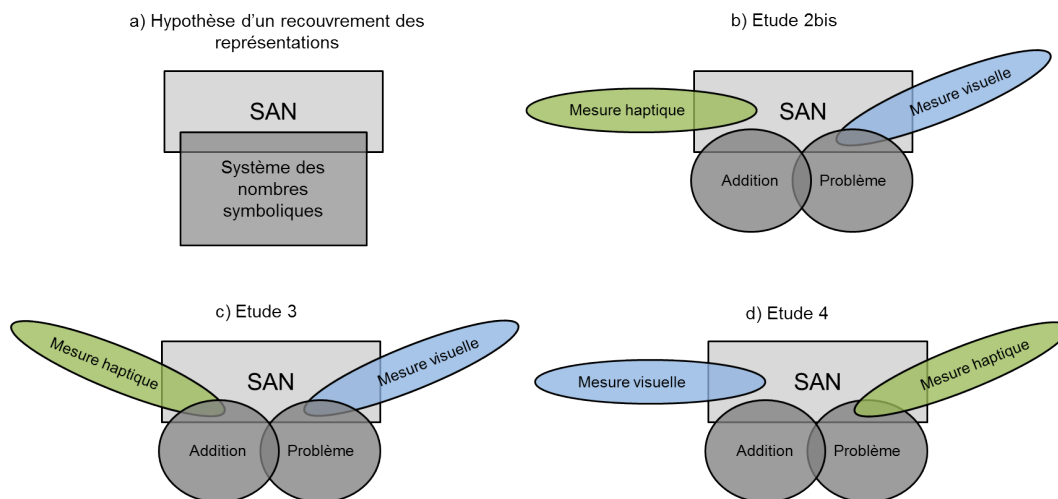 a) Hypothèse d'un recouvrement des
représentations
SAN
Système des
nombres
symboliques
b) Etude 2bis
Mesure haptique
SAN
Mesure visuelle
Addition
Problème
c) Etude 3
Mesure haptique
SAN
Mesure visuelle
Addition
Problème
d) Etude 4
Mesure visuelle
SAN
Mesure haptique
Addition
Problème